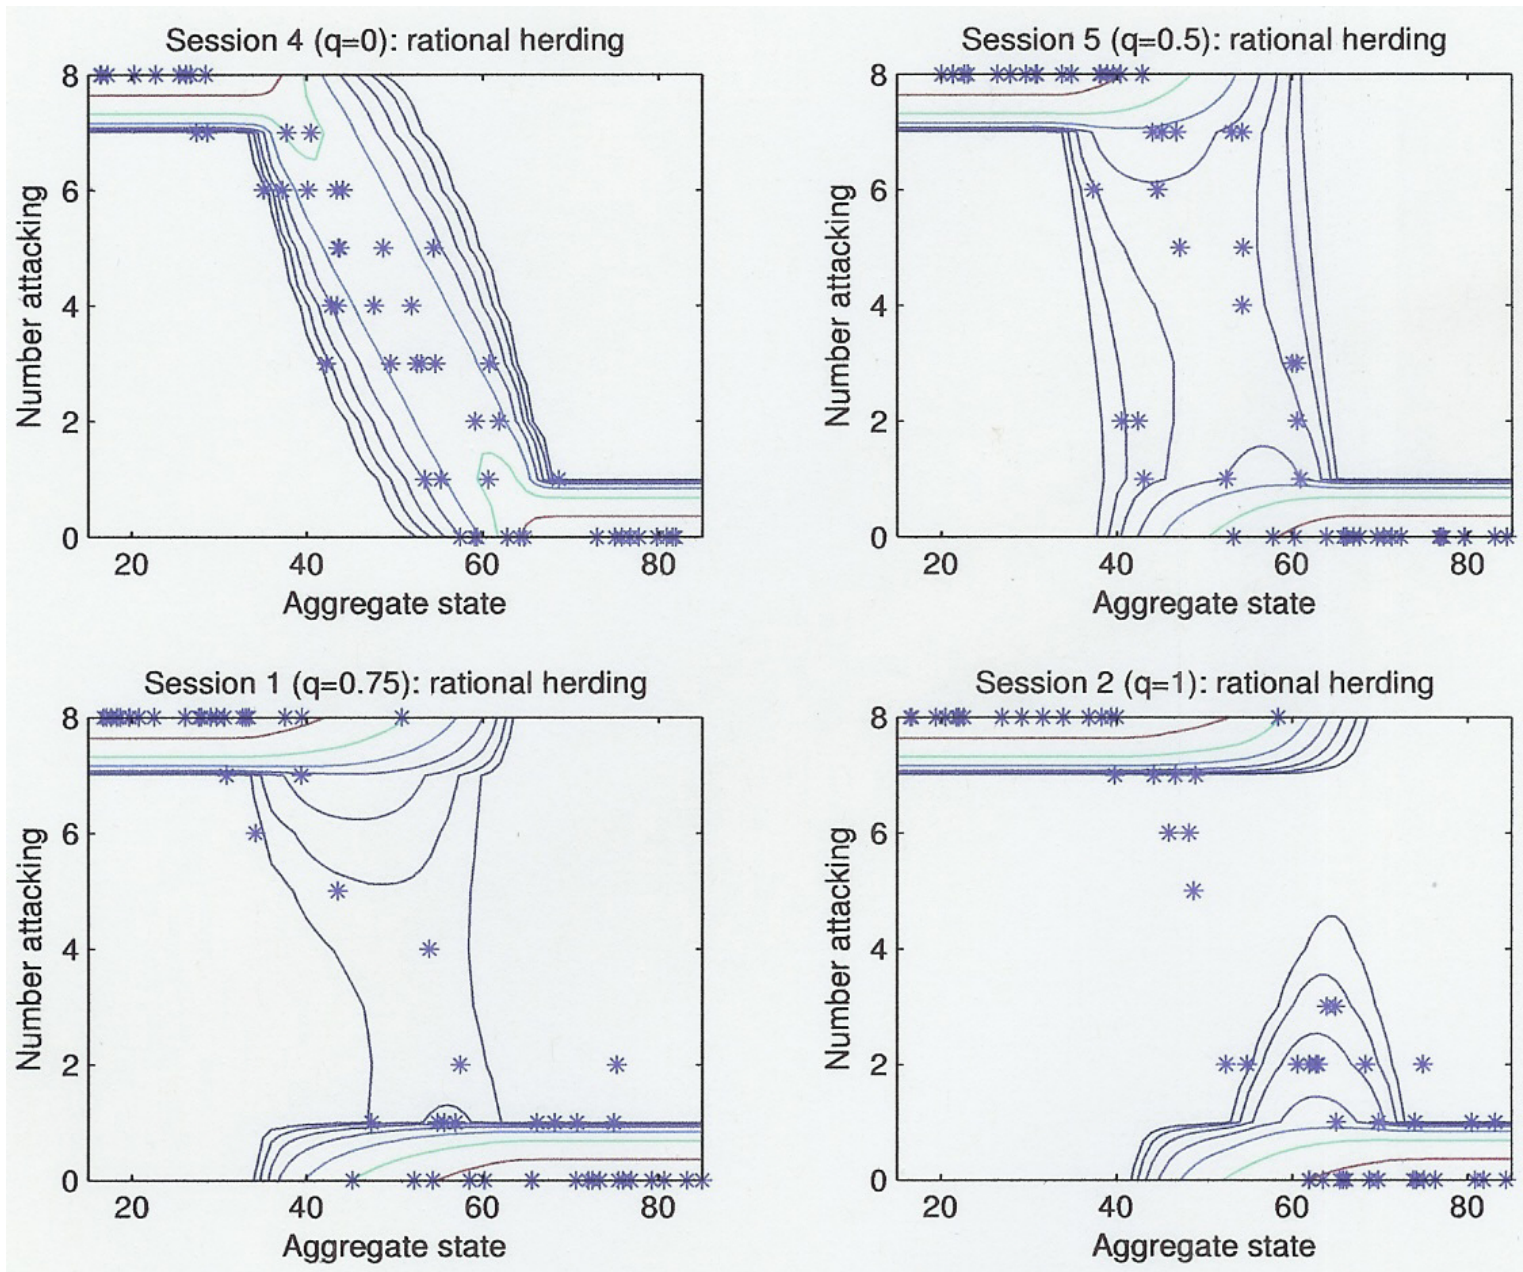 Session 4 (q=0): rational herding
Number attacking
8
6
4
2
0
20 40 60 80
Aggregate state
Session 5 (q=0.5): rational herding
Number attacking
8
6
4
2
0
20 40 60 80
Aggregate state
Session 1 (q=0.75): rational herding
Number attacking
8
6
4
2
0
20 40 60 80
Aggregate state
Session 2 (q=1): rational herding
Number attacking
8
6
4
2
0
20 40 60 80
Aggregate state